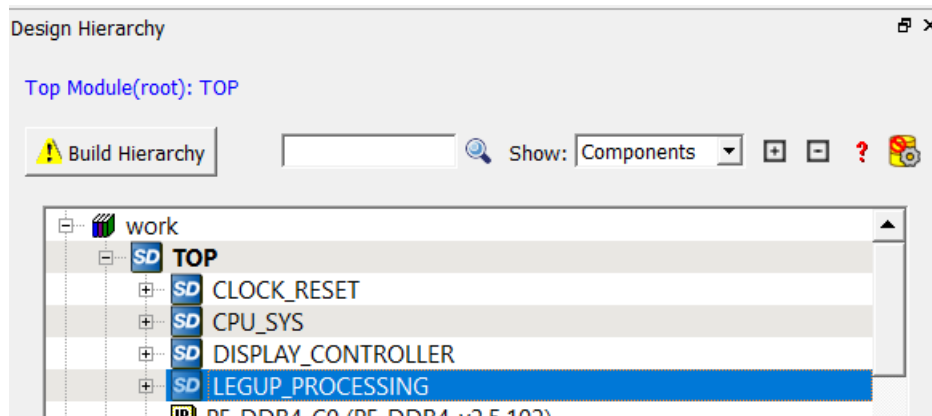 Design Hierarchy
Top Module(root): TOP
Build Hierarchy Show: Components
work
SD TOP
SD CLOCK_RESET
SD CPU_SYS
SD DISPLAY_CONTROLLER
SD LEGUP_PROCESSING